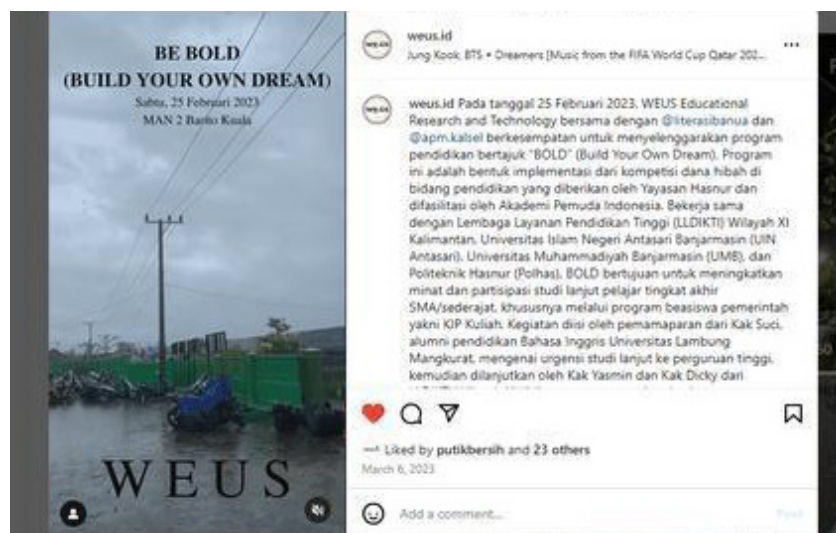 BE BOLD
(BUILD YOUR OWN DREAM)
Sabtu, 25 Februari 2023
MAN 2 Barito Kuala
WEUS
weus.id
Jung Kook, BTS • Dreamers [Music from the FIFA World Cup Qatar 202...
weus.id Pada tanggal 25 Februari 2023, WEUS Educational
Research and Technology bersama dengan @literasibanua dan
@apm.kalsel berkesempatan untuk menyelenggarakan program
pendidikan bertajuk "BOLD" (Build Your Own Dream). Program
ini adalah bentuk implementasi dari kompetisi dana hibah di
bidang pendidikan yang diberikan oleh Yayasan Hasnur dan
difasilitasi oleh Akademi Pemuda Indonesia. Bekerja sama
dengan Lembaga Layanan Pendidikan Tinggi (LLDIKTI) Wilayah XI
Kalimantan, Universitas Islam Negeri Antasari Banjarmasin (UIN
Antasari), Universitas Muhammadiyah Banjarmasin (UMB), dan
Politeknik Hasnur (Polhas), BOLD bertujuan untuk meningkatkan
minat dan partisipasi studi lanjut pelajar tingkat akhir
SMA/sederajat, khususnya melalui program beasiswa pemerintah
yakni KIP Kuliah. Kegiatan diisi oleh pemamaparan dari Kak Suci,
alumni pendidikan Bahasa Inggris Universitas Lambung
Mangkurat, mengenai urgensi studi lanjut ke perguruan tinggi,
kemudian dilanjutkan oleh Kak Yasmin dan Kak Dicky dari
Liked by putikbersih and 23 others
March 6, 2023
Add a comment...
Post